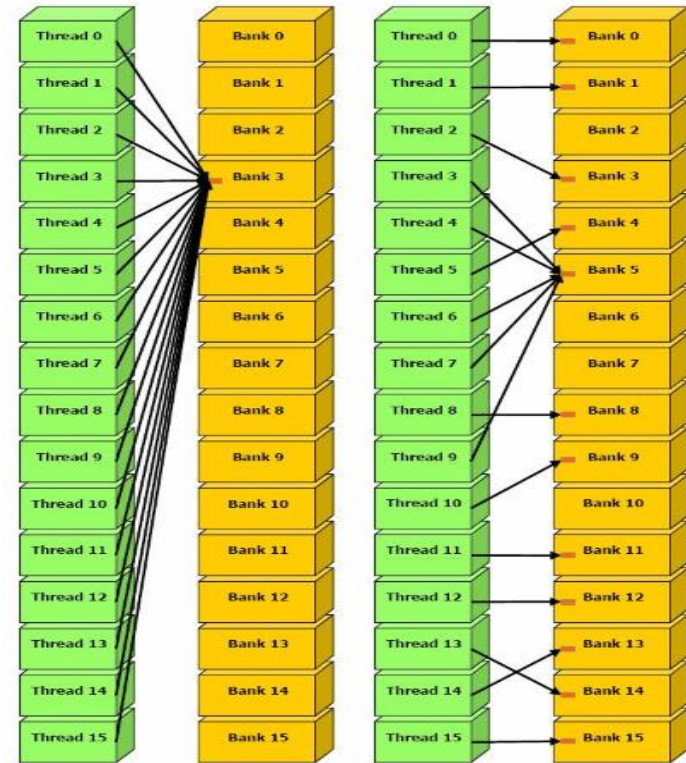 Thread 0 Bank 0 Thread 0 Bank 0
Thread 1 Bank 1 Thread 1 Bank 1
Thread 2 Bank 2 Thread 2 Bank 2
Thread 3 Bank 3 Thread 3 Bank 3
Thread 4 Bank 4 Thread 4 Bank 4
Thread 5 Bank 5 Thread 5 Bank 5
Thread 6 Bank 6 Thread 6 Bank 6
Thread 7 Bank 7 Thread 7 Bank 7
Thread 8 Bank 8 Thread 8 Bank 8
Thread 9 Bank 9 Thread 9 Bank 9
Thread 10 Bank 10 Thread 10 Bank 10
Thread 11 Bank 11 Thread 11 Bank 11
Thread 12 Bank 12 Thread 12 Bank 12
Thread 13 Bank 13 Thread 13 Bank 13
Thread 14 Bank 14 Thread 14 Bank 14
Thread 15 Bank 15 Thread 15 Bank 15